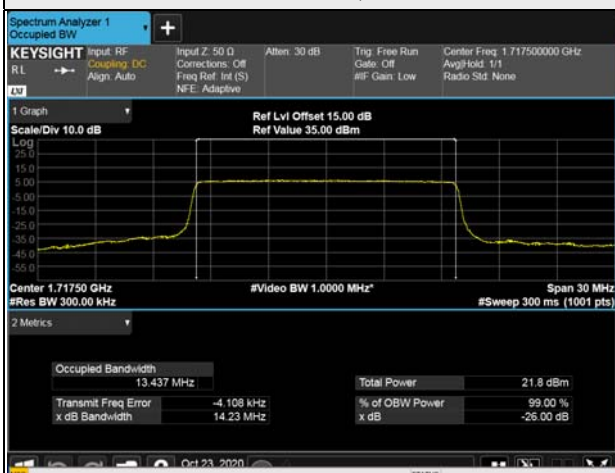 Spectrum Analyzer 1
Occupied BW
+
KEYSIGHT
RL
LXI
Input: RF
Coupling: DC
Align: Auto
Input Z: 50 Ω
Corrections: Off
Freq Ref: Int (S)
NFE: Adaptive
Atten: 30 dB
Trig: Free Run
Gate: Off
#IF Gain: Low
Center Freq: 1.717500000 GHz
Avg|Hold: 1/1
Radio Std: None
1 Graph
Scale/Div 10.0 dB
Ref Lvl Offset 15.00 dB
Ref Value 35.00 dBm
Log
25.0
15.0
5.00
-5.00
-15.0
-25.0
-35.0
-45.0
-55.0
Center 1.71750 GHz
#Res BW 300.00 kHz
#Video BW 1.0000 MHz*
Span 30 MHz
#Sweep 300 ms (1001 pts)
2 Metrics
Occupied Bandwidth
13.437 MHz
Transmit Freq Error -4.108 kHz
x dB Bandwidth 14.23 MHz
Total Power 21.8 dBm
% of OBW Power 99.00 %
x dB -26.00 dB
Oct 23, 2020
STATUS